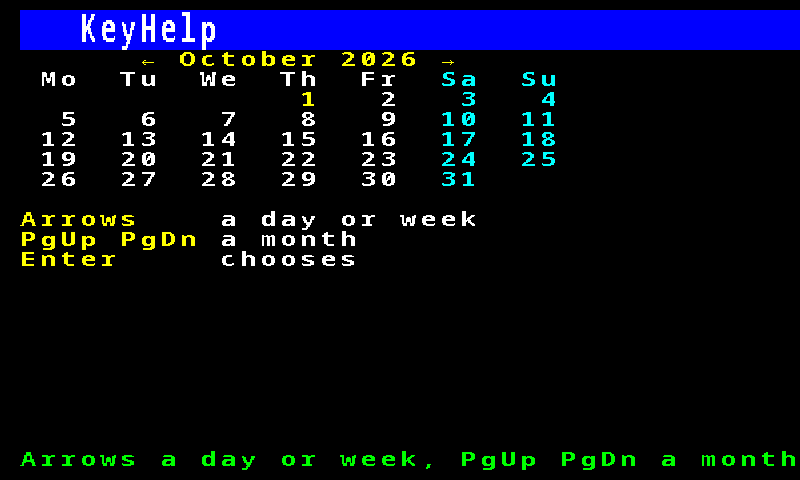 KeyHelp
← October 2026 →
Mo Tu We Th Fr Sa Su
1 2 3 4
5 6 7 8 9 10 11
12 13 14 15 16 17 18
19 20 21 22 23 24 25
26 27 28 29 30 31
Arrows a day or week
PgUp PgDn a month
Enter chooses
Arrows a day or week, PgUp PgDn a month